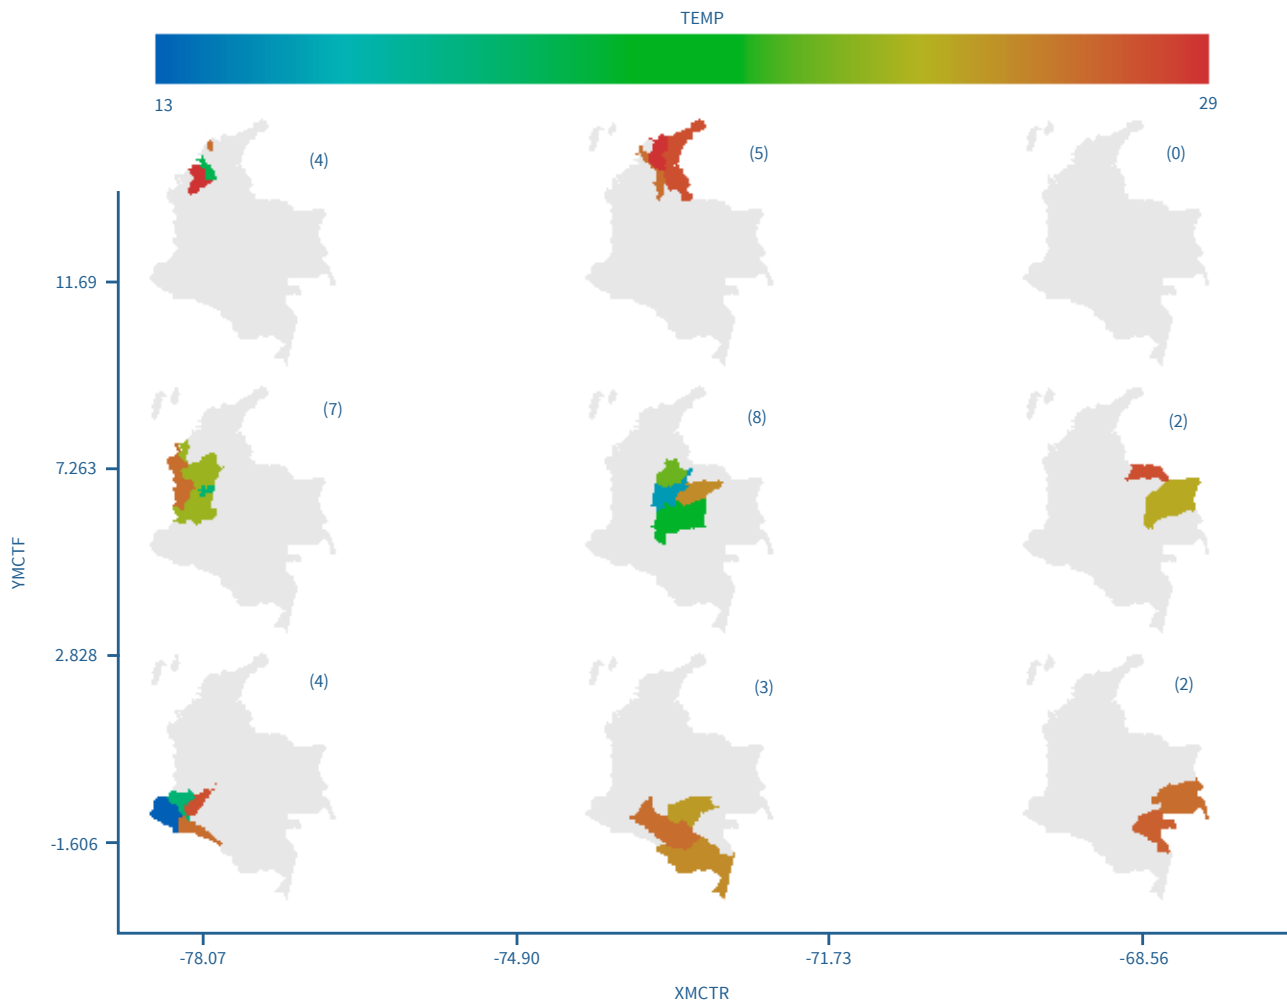 TEMP
13 29
(4) (5) (0)
11.69
(7) (8) (2)
7.263
YMCTF
2.828
(4) (3) (2)
-1.606
-78.07 -74.90 -71.73 -68.56
XMCTR